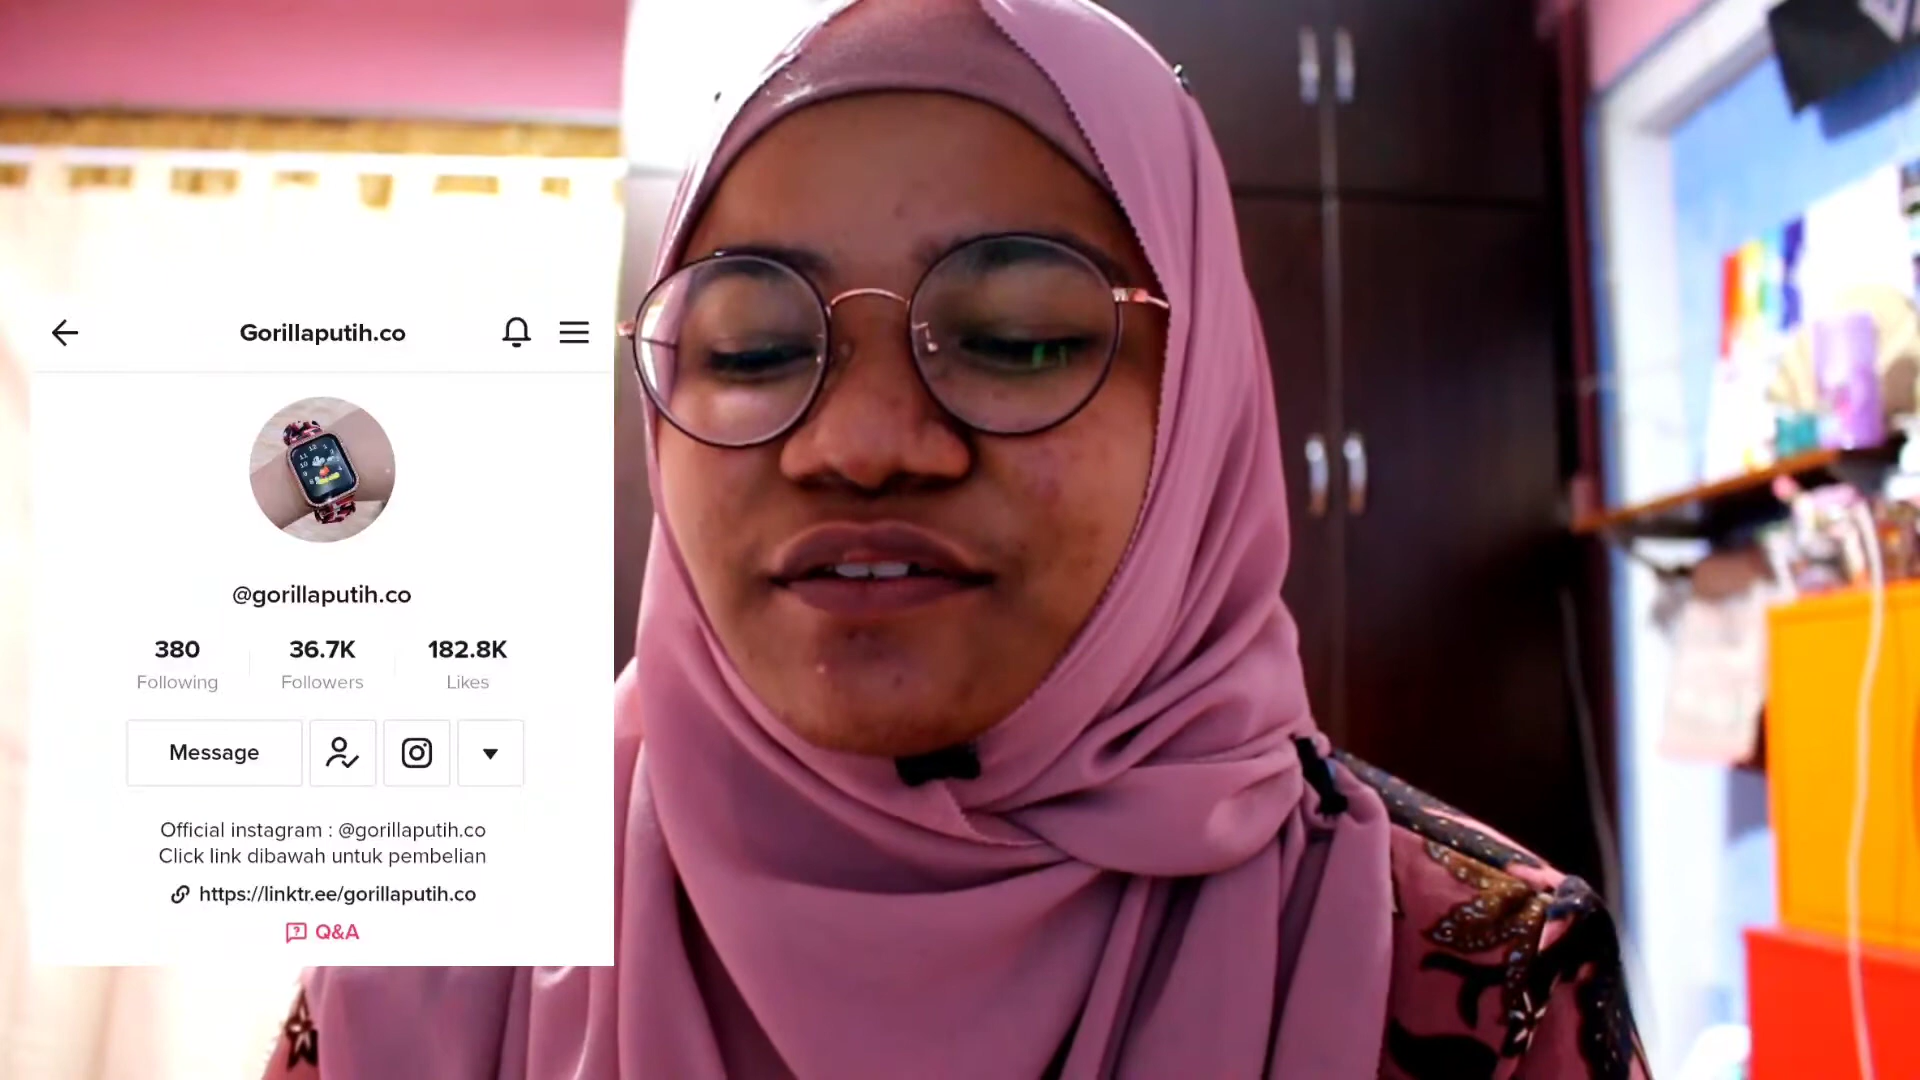 Gorillaputih.co
@gorillaputih.co
380 36.7K 182.8K
Following Followers Likes
Message
Official instagram : @gorillaputih.co
Click link dibawah untuk pembelian
https://linktr.ee/gorillaputih.co
Q&A